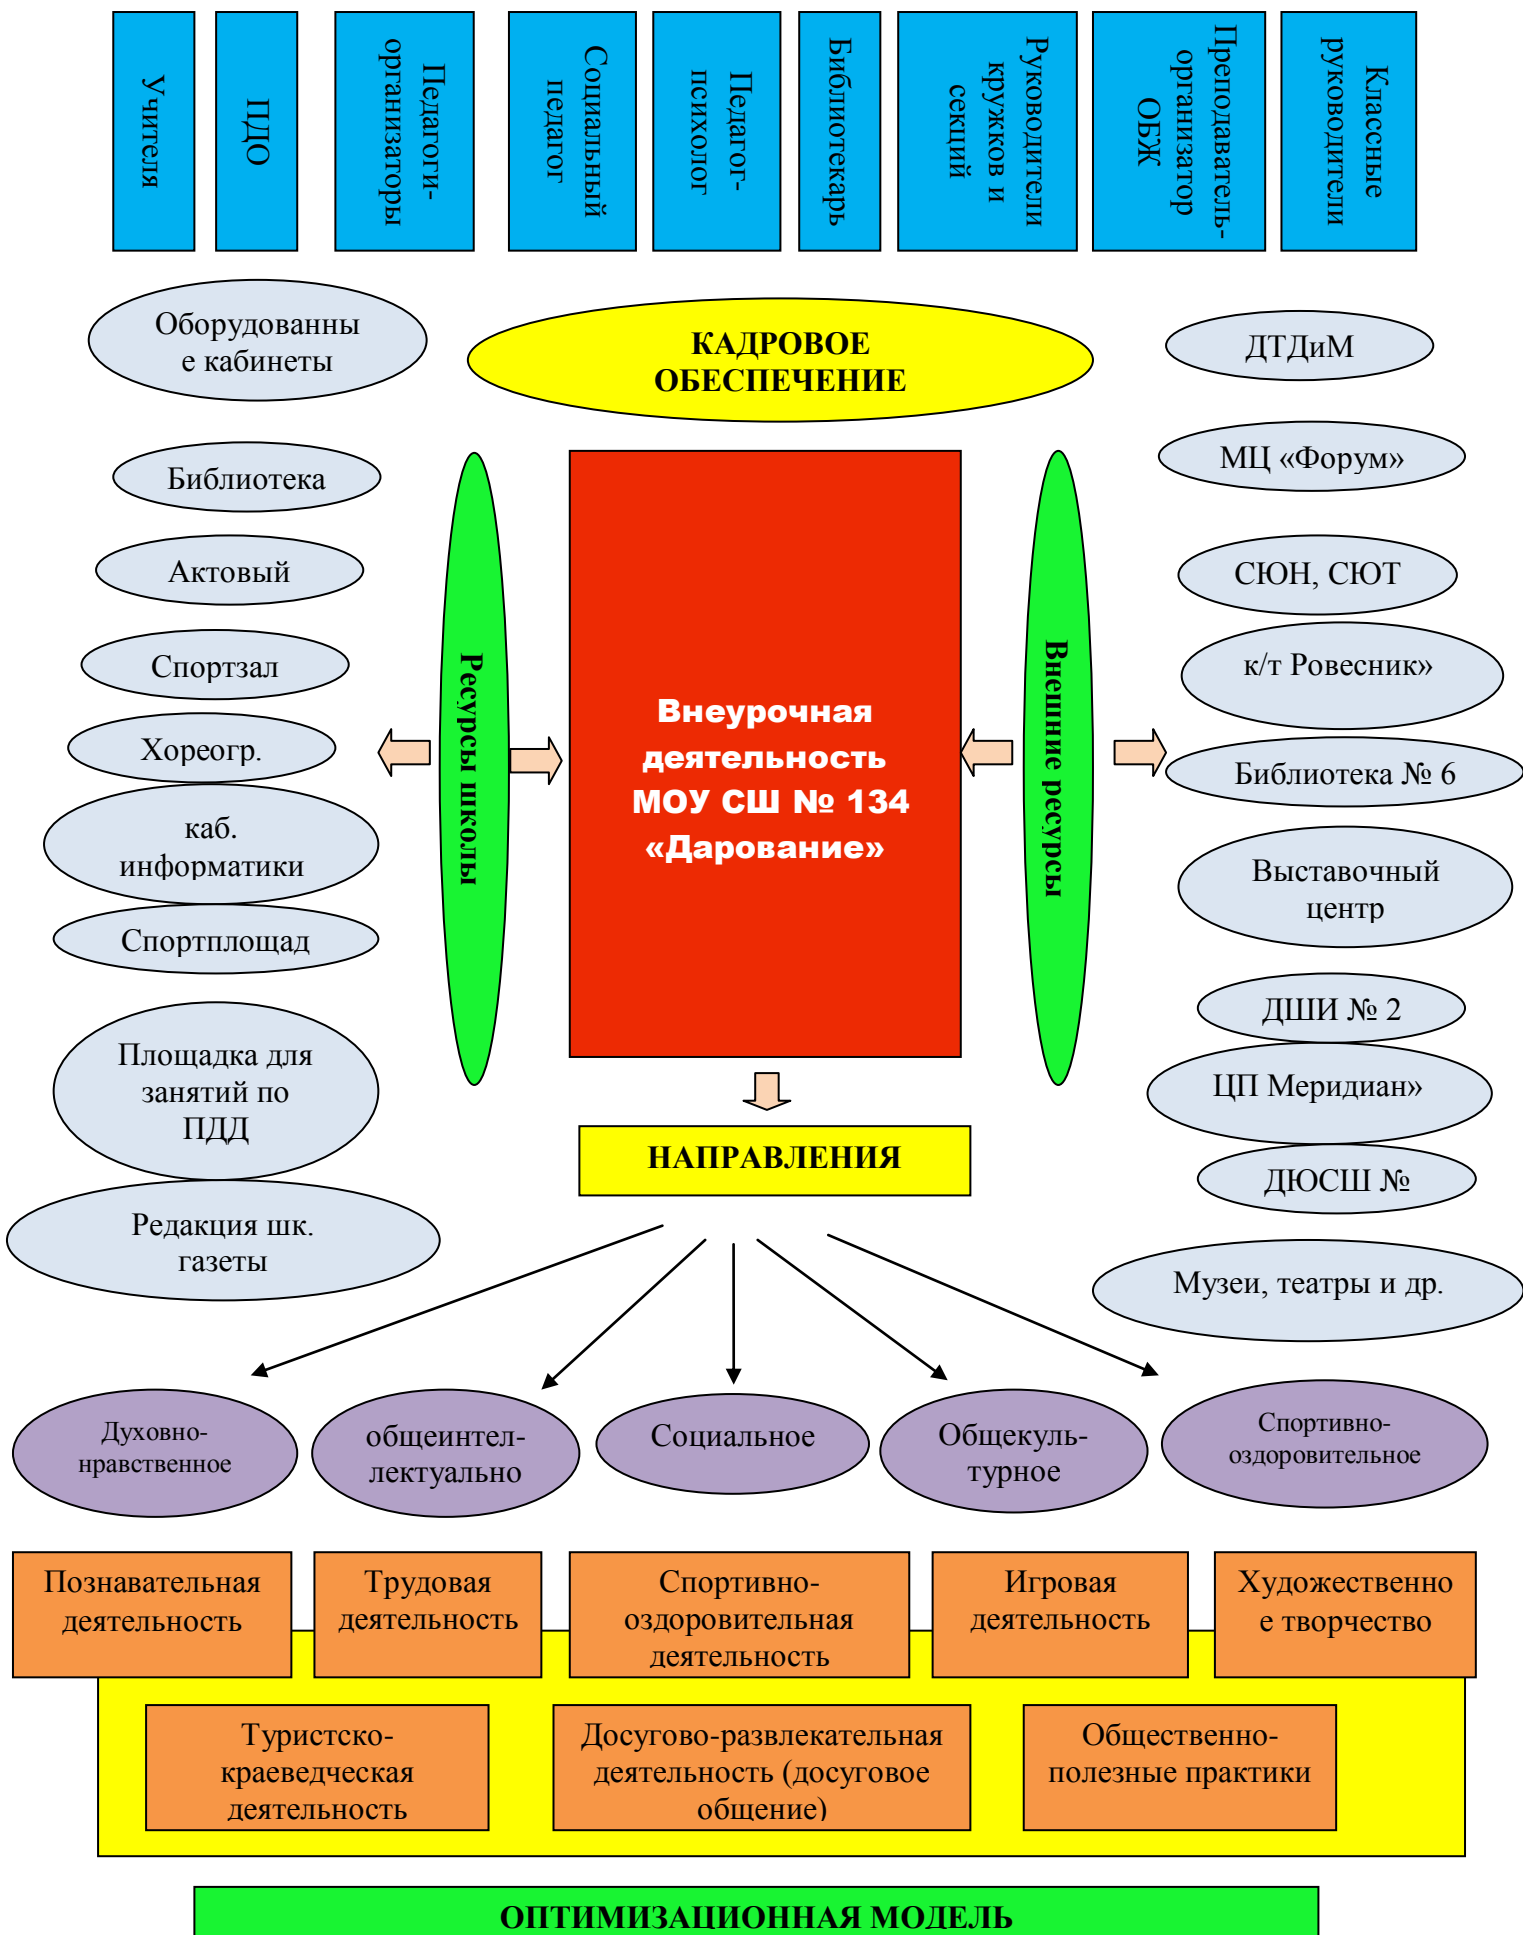 Учителя
ПДО
Педагоги-
организаторы
Социальный
педагог
Педагог-
психолог
Библиотекарь
Руководители
кружков и
секций
Преподаватель-
организатор
ОБЖ
Классные
руководители
КАДРОВОЕ
ОБЕСПЕЧЕНИЕ
Оборудованны
е кабинеты
Библиотека
Актовый
Спортзал
Хореогр.
каб.
информатики
Спортплощад
Площадка для
занятий по
ПДД
Редакция шк.
газеты
Ресурсы школы
Внеурочная
деятельность
МОУ СШ № 134
«Дарование»
Внешние ресурсы
ДТДиМ
МЦ «Форум»
СЮН, СЮТ
к/т Ровесник»
Библиотека № 6
Выставочный
центр
ДШИ № 2
ЦП Меридиан»
ДЮСШ №
Музеи, театры и др.
НАПРАВЛЕНИЯ
Духовно-
нравственное
общеинтел-
лектуально
Социальное
Общекуль-
турное
Спортивно-
оздоровительное
Познавательная
деятельность
Трудовая
деятельность
Спортивно-
оздоровительная
деятельность
Игровая
деятельность
Художественно
е творчество
Туристско-
краеведческая
деятельность
Досугово-развлекательная
деятельность (досуговое
общение)
Общественно-
полезные практики
ОПТИМИЗАЦИОННАЯ МОДЕЛЬ